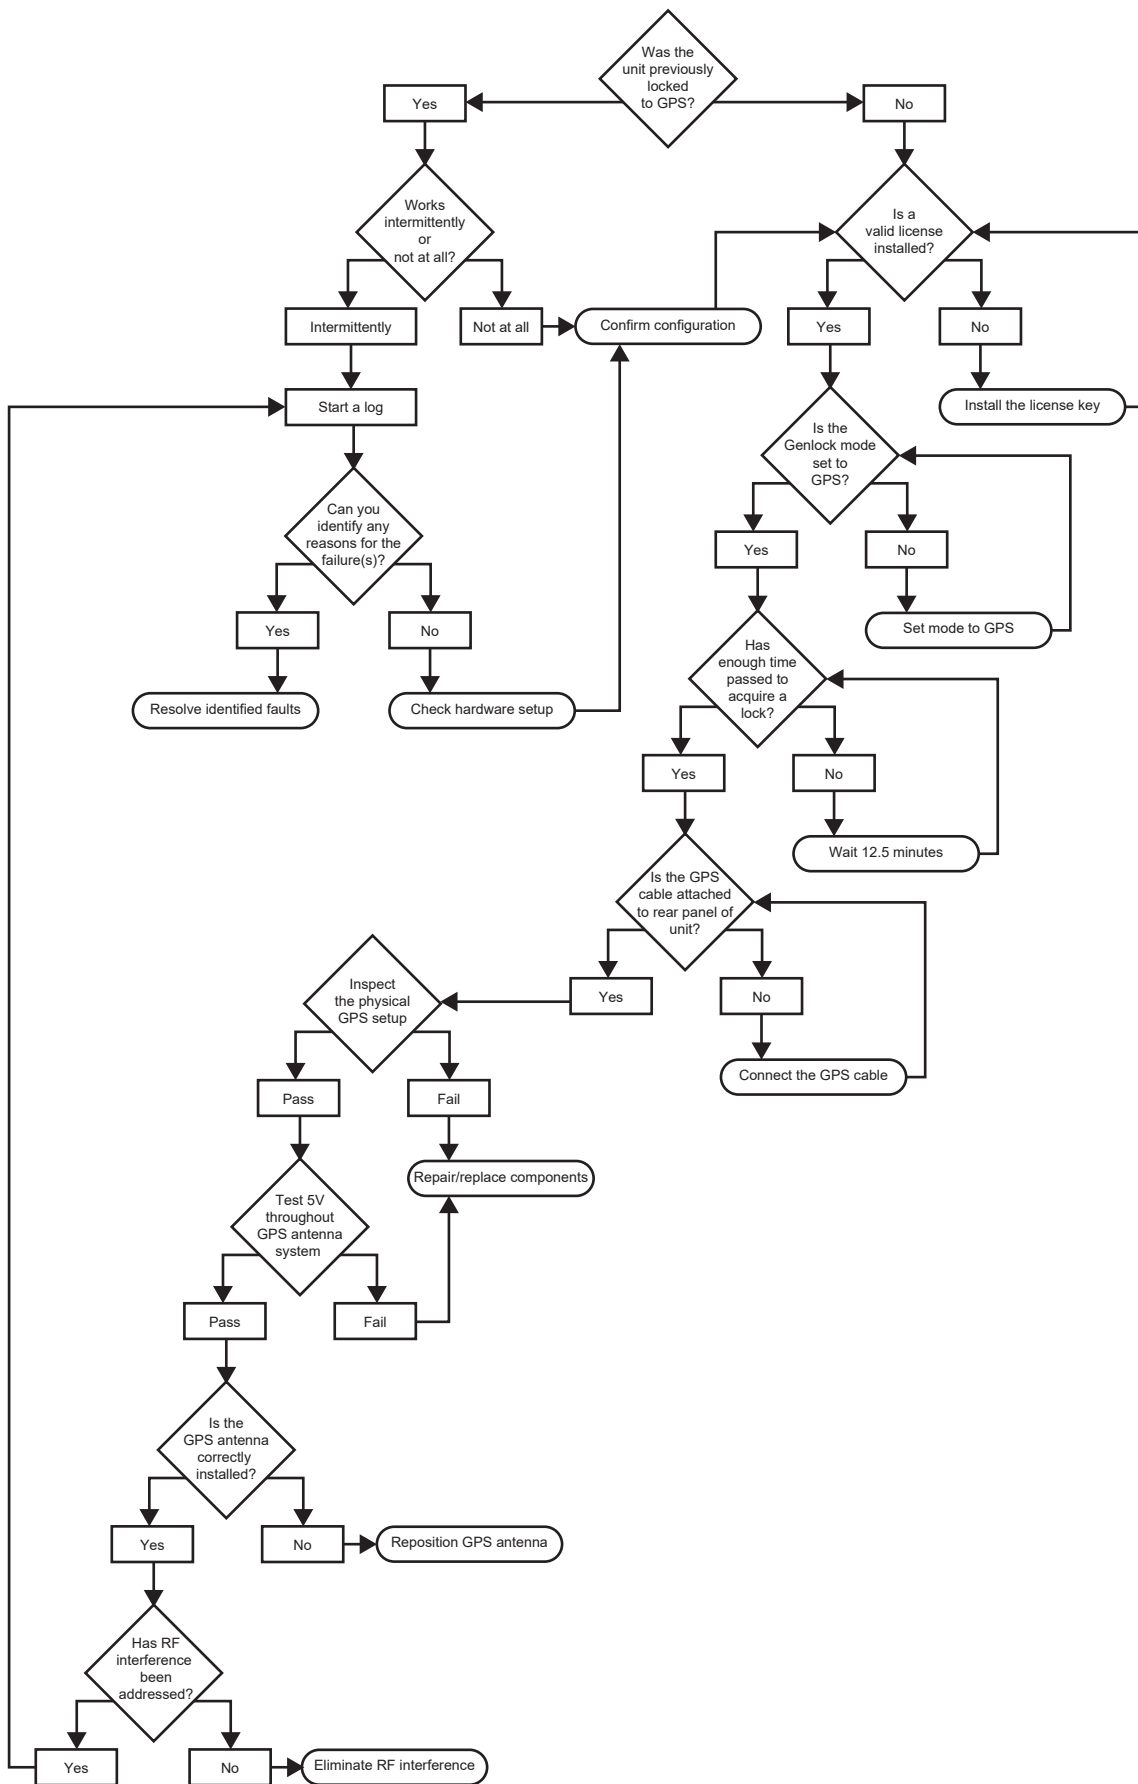 Was the
unit previously
locked
to GPS?
Yes
No
Works
intermittently
or
not at all?
Is a
valid license
installed?
Intermittently
Not at all
Confirm configuration
Yes
No
Start a log
Install the license key
Is the
Genlock mode
set to
GPS?
Can you
identify any
reasons for the
failure(s)?
Yes
No
Yes
No
Set mode to GPS
Has
enough time
passed to
acquire a
lock?
Resolve identified faults
Check hardware setup
Yes
No
Wait 12.5 minutes
Is the GPS
cable attached
to rear panel of
unit?
Inspect
the physical
GPS setup
Yes
No
Connect the GPS cable
Pass
Fail
Repair/replace components
Test 5V
throughout
GPS antenna
system
Pass
Fail
Is the
GPS antenna
correctly
installed?
Yes
No
Reposition GPS antenna
Has RF
interference
been
addressed?
Yes
No
Eliminate RF interference